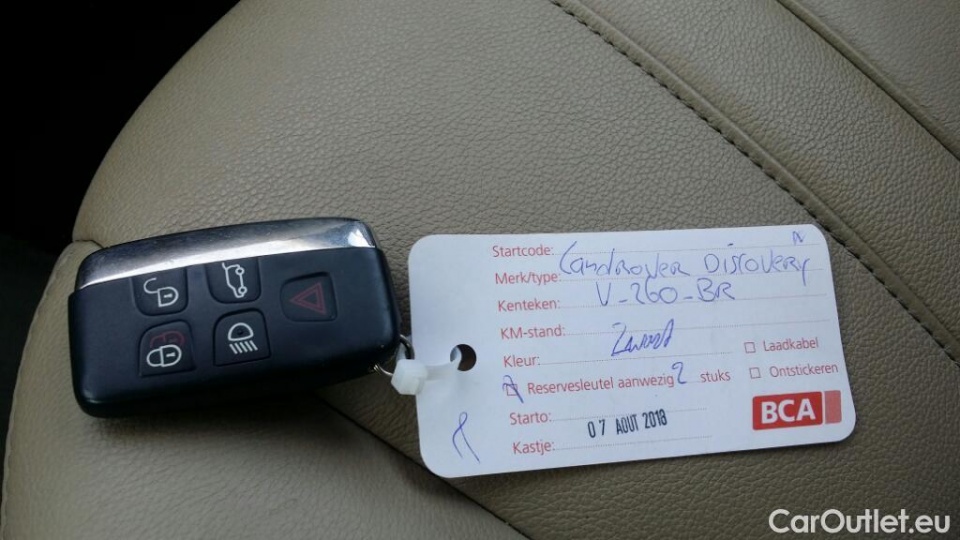 Startcode:
Merk/type: Landrover Discovery
Kenteken: V-260-BR
KM-stand:
Kleur: Zwart
Laadkabel
Reservesleutel aanwezig 2 stuks
Ontstickeren
Starto:
07 AOUT 2018
Kastje:
BCA
CarOutlet.eu